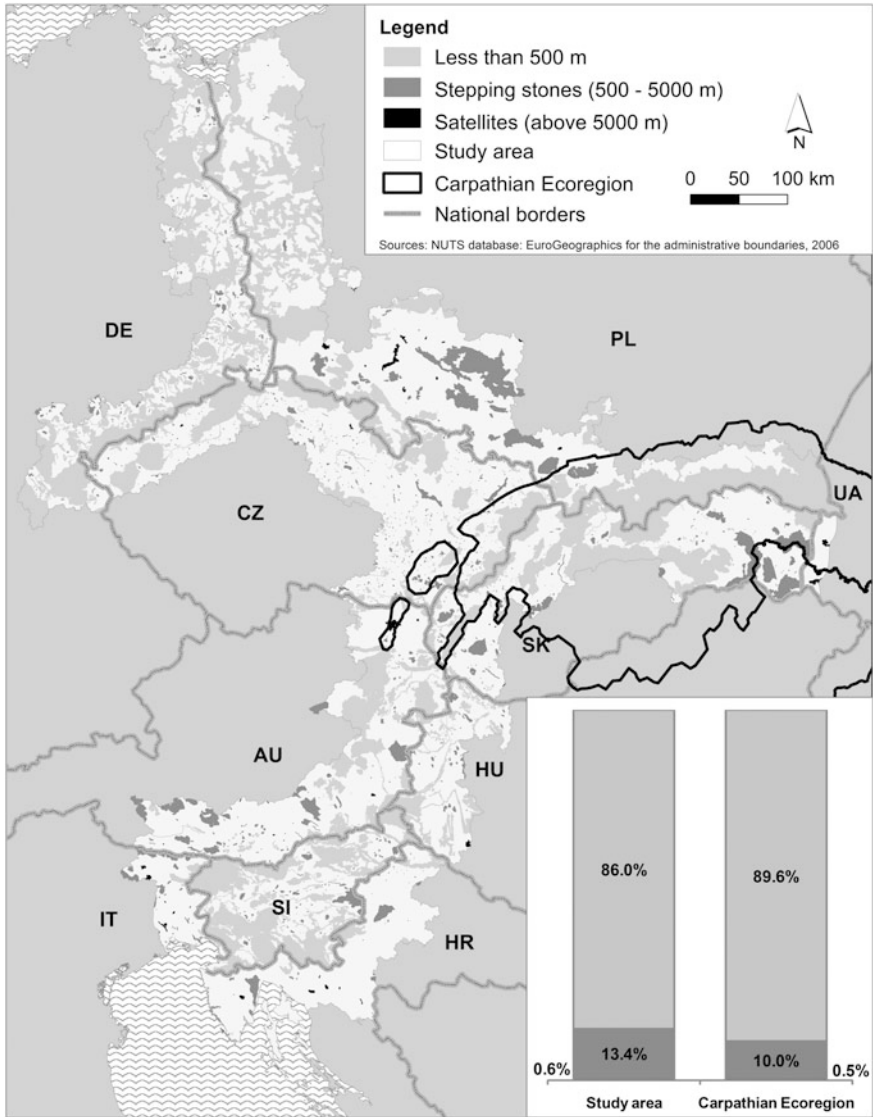 Legend
Less than 500 m
Stepping stones (500 - 5000 m)
Satellites (above 5000 m)
Study area
Carpathian Ecoregion
National borders
N
0 50 100 km
Sources: NUTS database: EuroGeographics for the administrative boundaries, 2006
DE
PL
CZ
UA
SK
AU
HU
IT
SI
HR
86.0%
89.6%
13.4%
10.0%
0.6%
0.5%
Study area
Carpathian Ecoregion